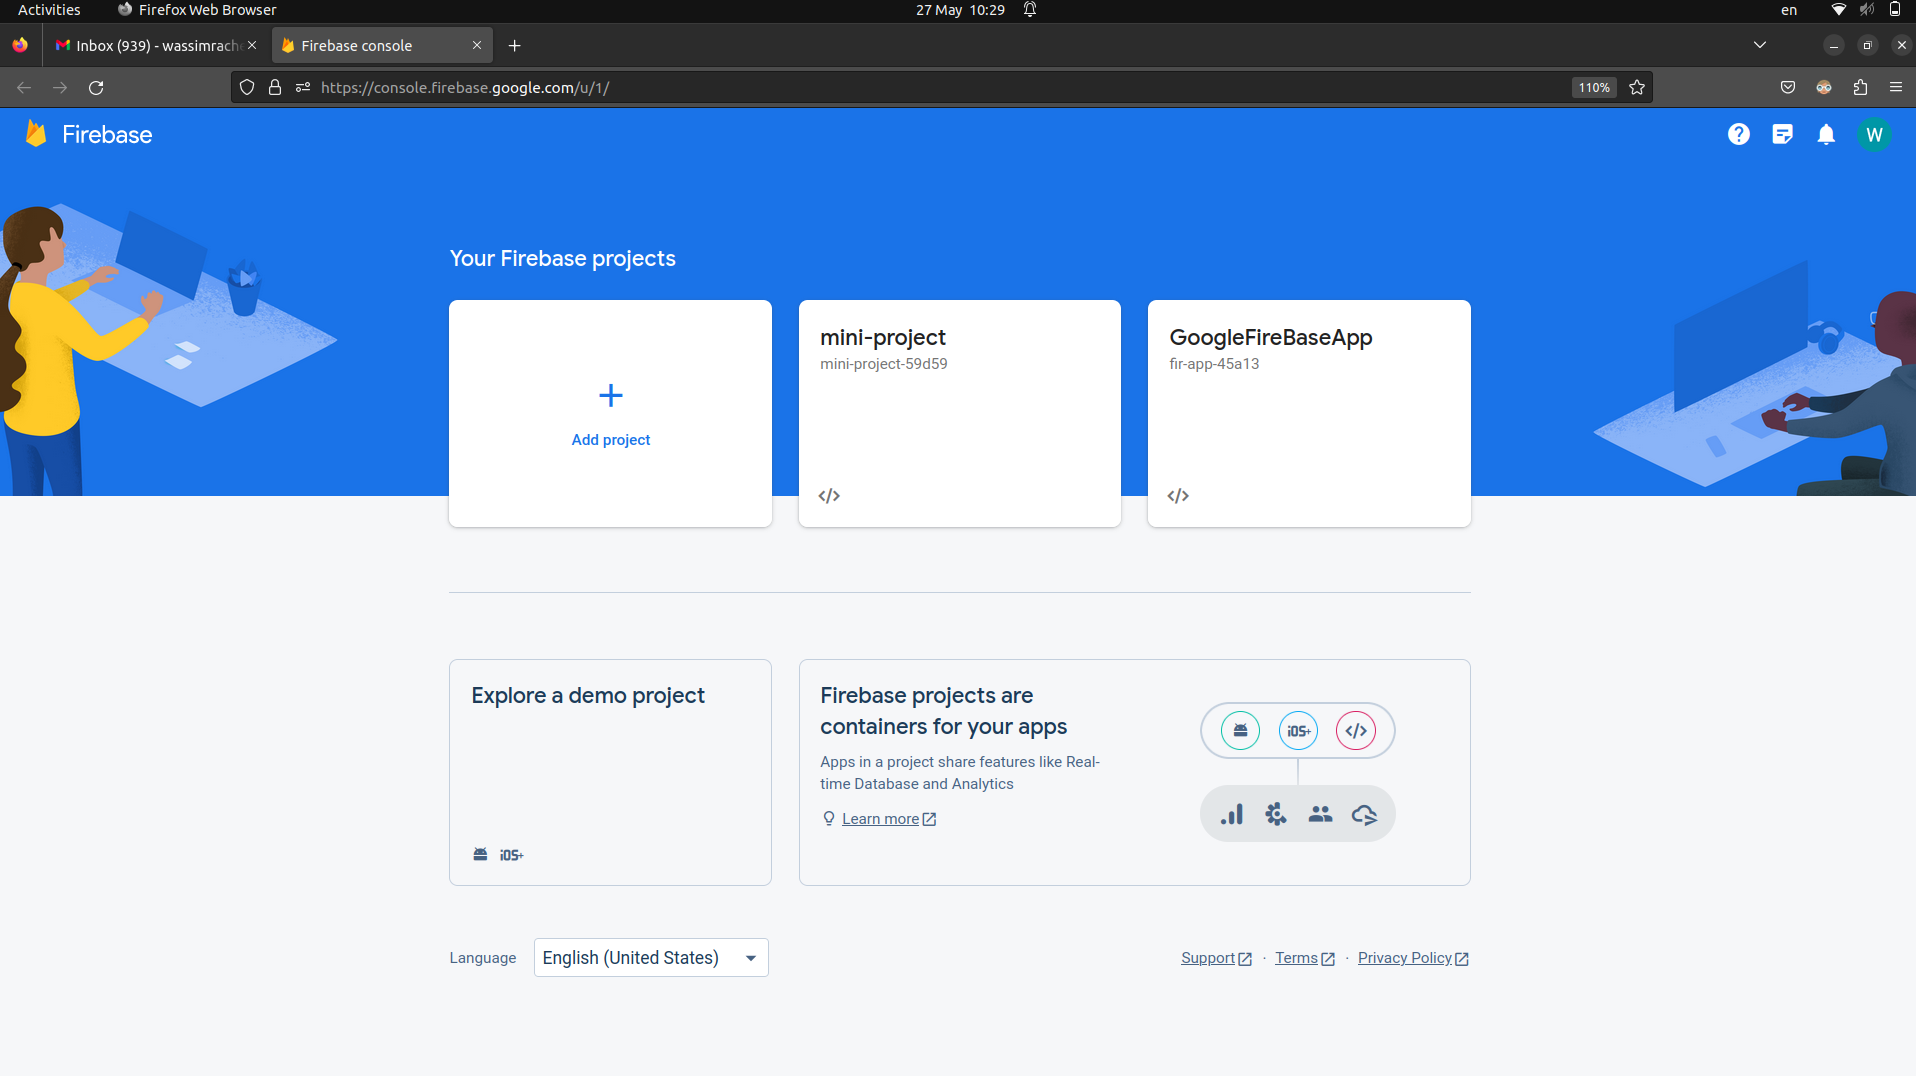 Activities Firefox Web Browser 27 May 10:29 en
Inbox (939) - wassimrache Firebase console
https://console.firebase.google.com/u/1/ 110%
Firebase W
Your Firebase projects
Add project
mini-project
mini-project-59d59
</>
GoogleFireBaseApp
fir-app-45a13
</>
Explore a demo project
iOS+
Firebase projects are
containers for your apps
Apps in a project share features like Real-
time Database and Analytics
Learn more
iOS+ </>
Language English (United States)
Support · Terms · Privacy Policy